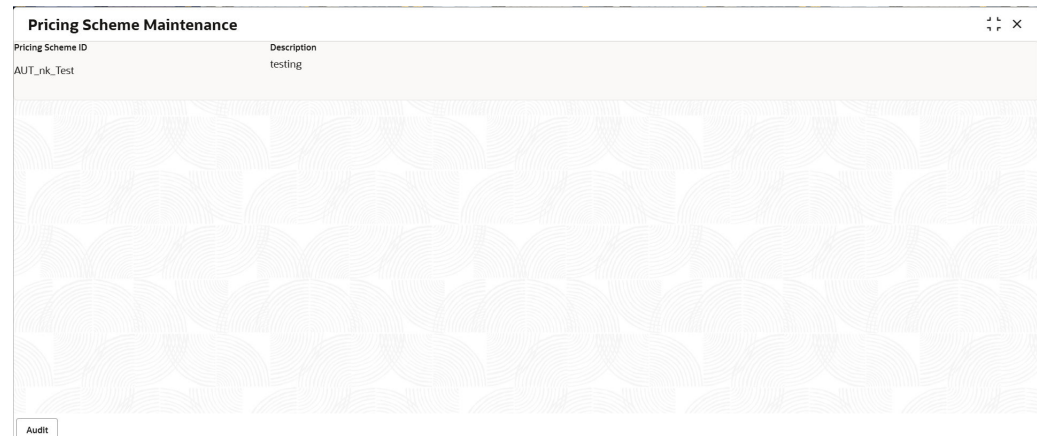 Pricing Scheme Maintenance
Pricing Scheme ID
AUT_nk_Test
Description
testing
Audit